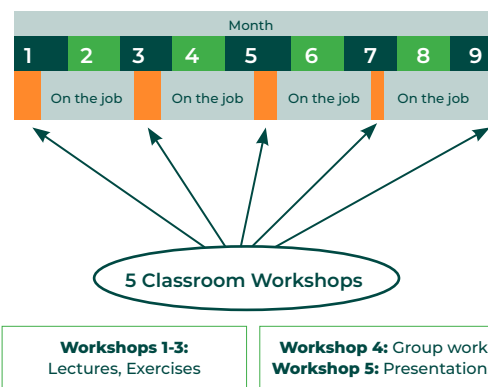 Month
1 2 3 4 5 6 7 8 9
On the job On the job On the job On the job
5 Classroom Workshops
Workshops 1-3:
Lectures, Exercises
Workshop 4: Group work
Workshop 5: Presentation